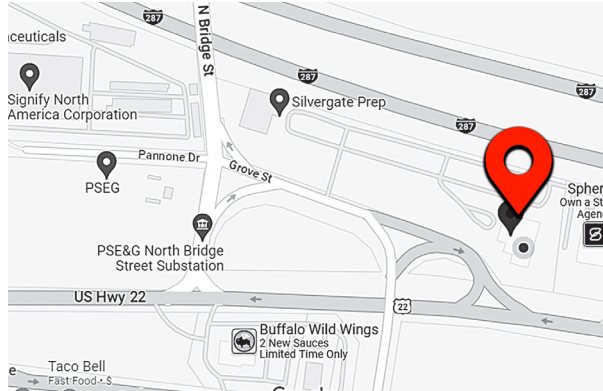 287
N Bridge St
aceuticals
287
287
Signify North
America Corporation
Silvergate Prep
287
Pannone Dr
Grove St
PSEG
Spher
Own a St
Agen
S
PSE&G North Bridge
Street Substation
US Hwy 22
22
Buffalo Wild Wings
2 New Sauces
Limited Time Only
e
Taco Bell
Fast Food • $